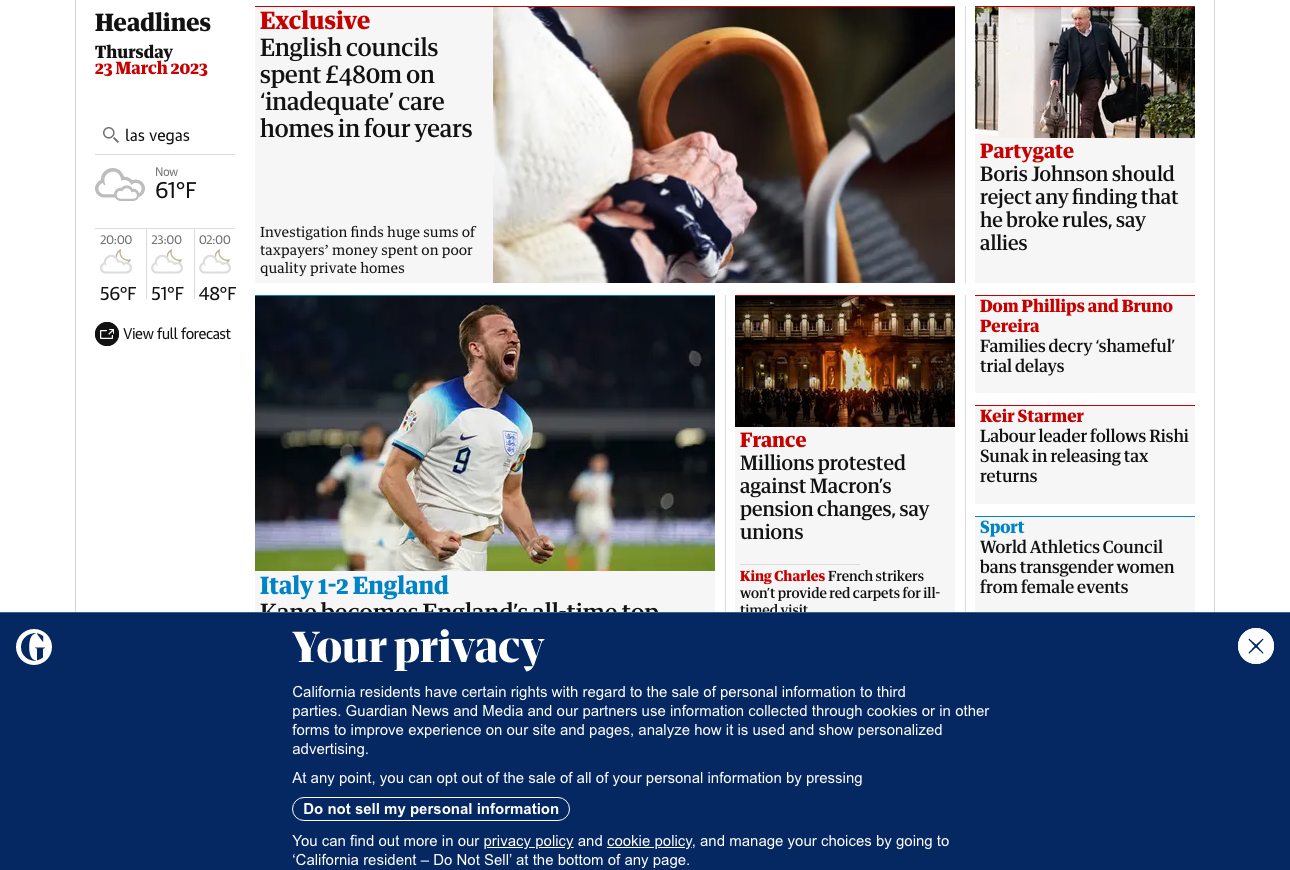 Headlines
Thursday
23 March 2023
las vegas
Now
61°F
20:00
23:00
02:00
56°F
51°F
48°F
View full forecast
Exclusive
English councils
spent £480m on
‘inadequate’ care
homes in four years
Investigation finds huge sums of
taxpayers’ money spent on poor
quality private homes
Partygate
Boris Johnson should
reject any finding that
he broke rules, say
allies
9
Italy 1-2 England
Kane becomes England’s all-time top
France
Millions protested
against Macron’s
pension changes, say
unions
King Charles French strikers
won’t provide red carpets for ill-
timed visit
Dom Phillips and Bruno
Pereira
Families decry ‘shameful’
trial delays
Keir Starmer
Labour leader follows Rishi
Sunak in releasing tax
returns
Sport
World Athletics Council
bans transgender women
from female events
G
Your privacy
California residents have certain rights with regard to the sale of personal information to third
parties. Guardian News and Media and our partners use information collected through cookies or in other
forms to improve experience on our site and pages, analyze how it is used and show personalized
advertising.
At any point, you can opt out of the sale of all of your personal information by pressing
Do not sell my personal information
You can find out more in our privacy policy and cookie policy, and manage your choices by going to
‘California resident – Do Not Sell’ at the bottom of any page.